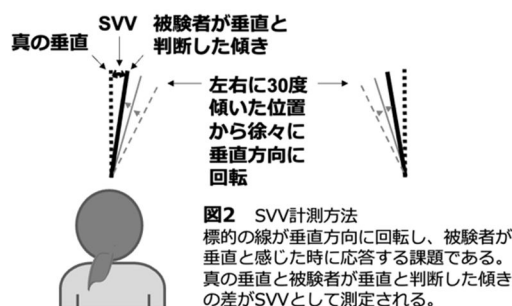 SVV
真の垂直
被験者が垂直と
判断した傾き
左右に30度
傾いた位置
から徐々に
垂直方向に
回転
図2 SVV計測方法
標的の線が垂直方向に回転し、被験者が
垂直と感じた時に応答する課題である。
真の垂直と被験者が垂直と判断した傾き
の差がSVVとして測定される。